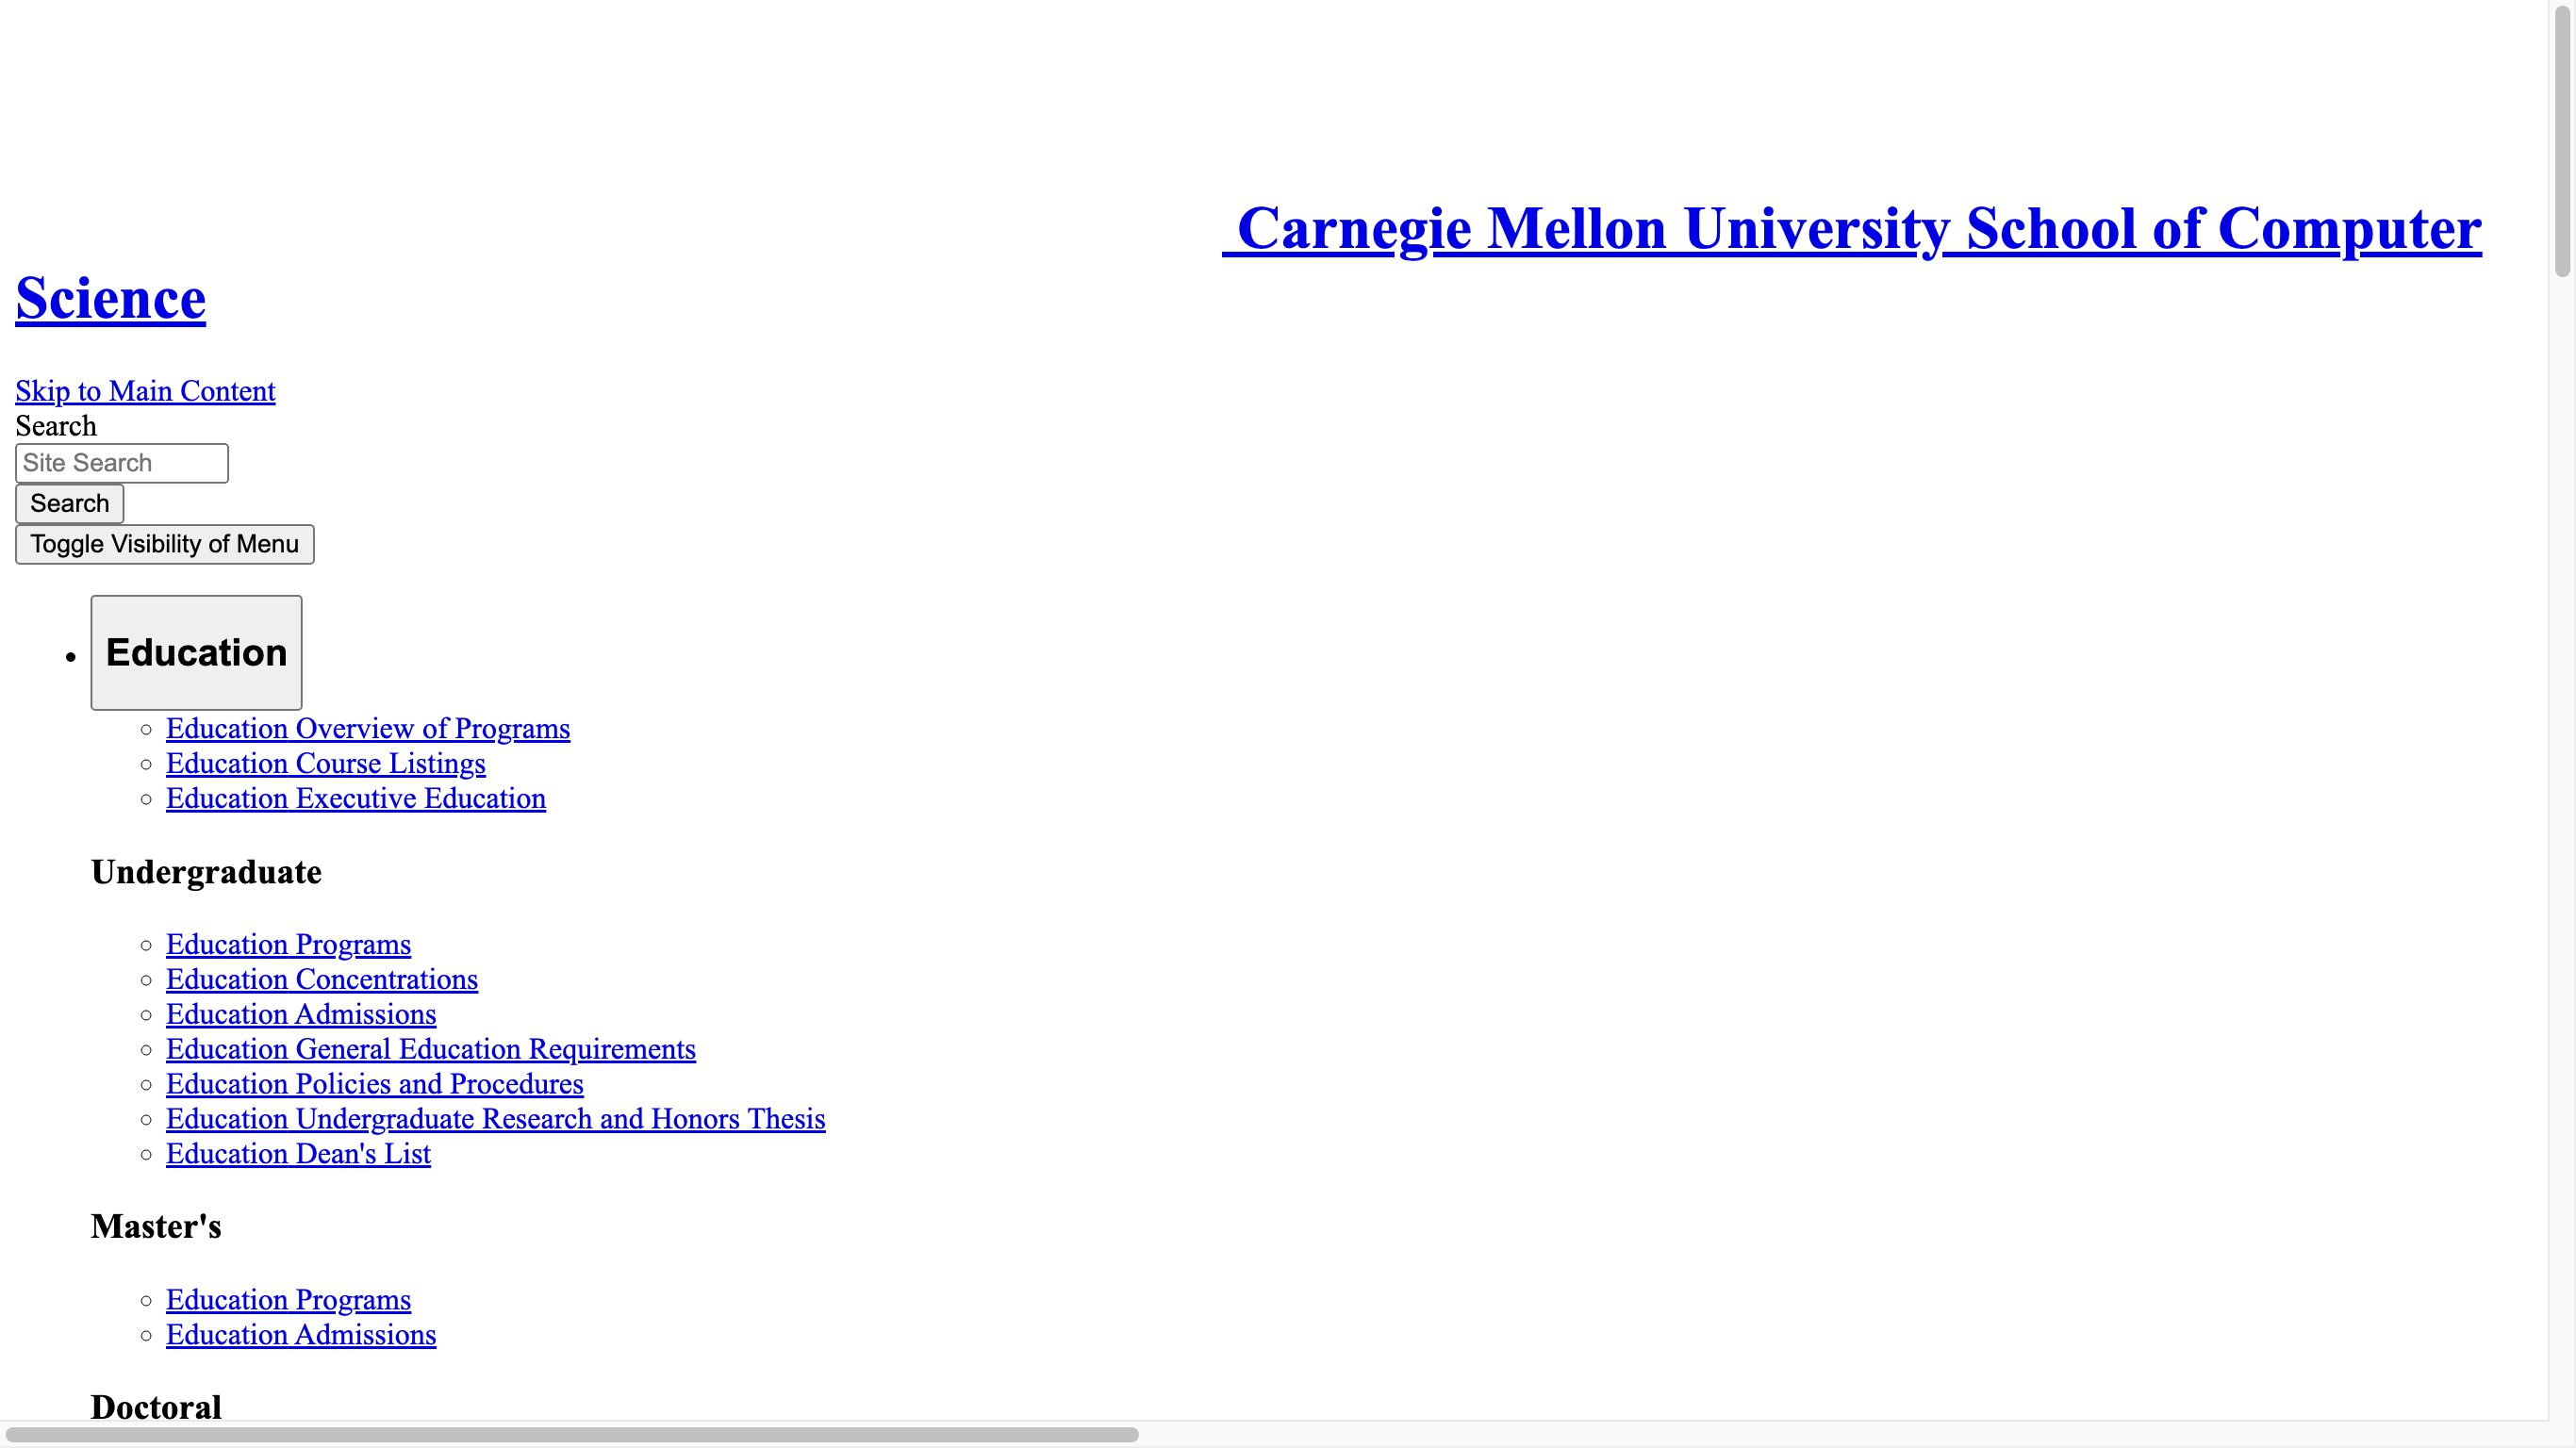 Carnegie Mellon University School of Computer
Science
Skip to Main Content
Search
Site Search
Search
Toggle Visibility of Menu
Education
Education Overview of Programs
Education Course Listings
Education Executive Education
Undergraduate
Education Programs
Education Concentrations
Education Admissions
Education General Education Requirements
Education Policies and Procedures
Education Undergraduate Research and Honors Thesis
Education Dean's List
Master's
Education Programs
Education Admissions
Doctoral